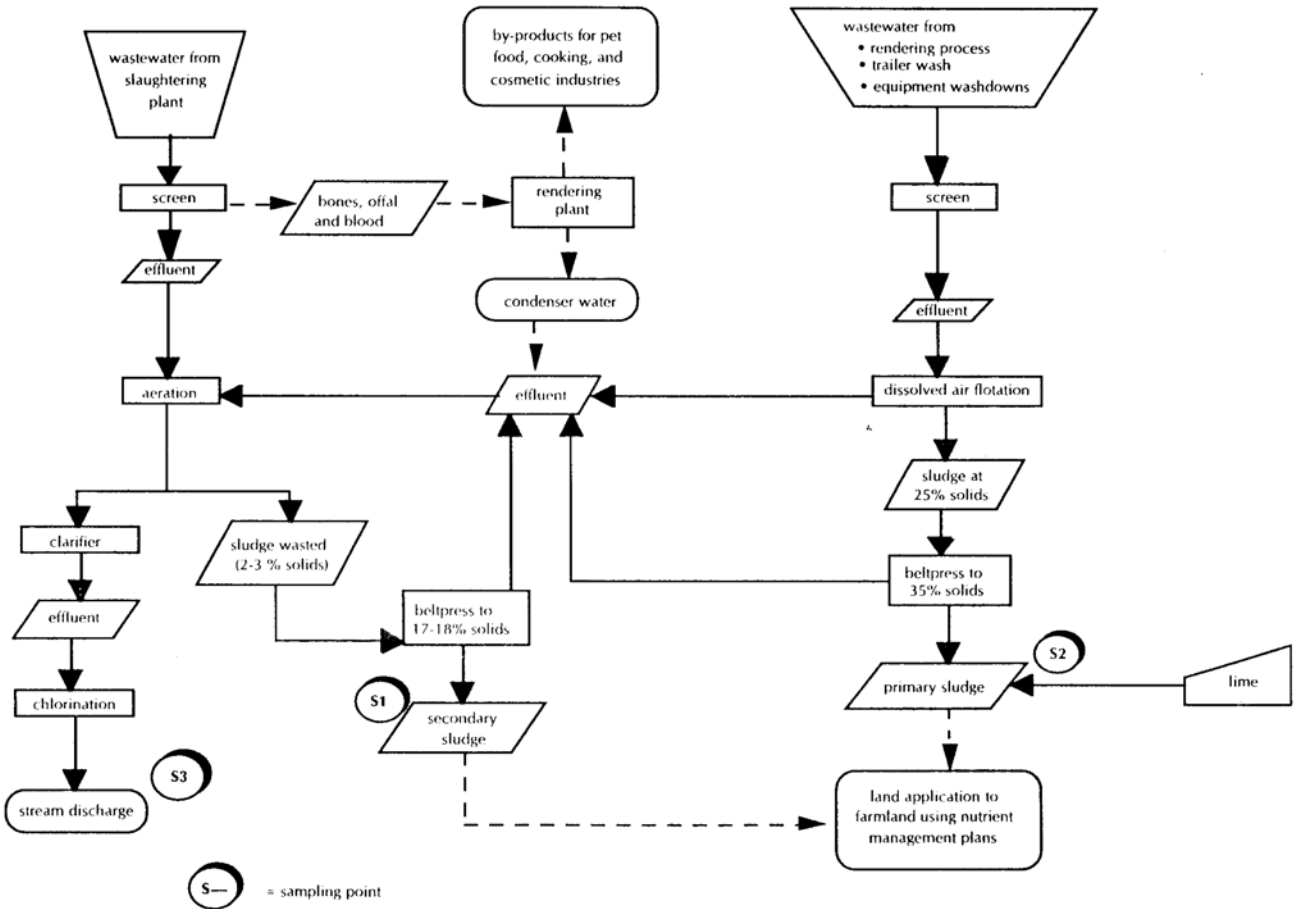 wastewater from
slaughtering
plant
by-products for pet
food, cooking, and
cosmetic industries
wastewater from
• rendering process
• trailer wash
• equipment washdowns
screen
bones, offal
and blood
rendering
plant
screen
effluent
condenser water
effluent
aeration
effluent
dissolved air flotation
sludge at
25% solids
clarifier
sludge wasted
(2-3 % solids)
beltpress to
17-18% solids
beltpress to
35% solids
effluent
S2
primary sludge
lime
chlorination
S1
secondary
sludge
S3
stream discharge
land application to
farmland using nutrient
management plans
S— = sampling point